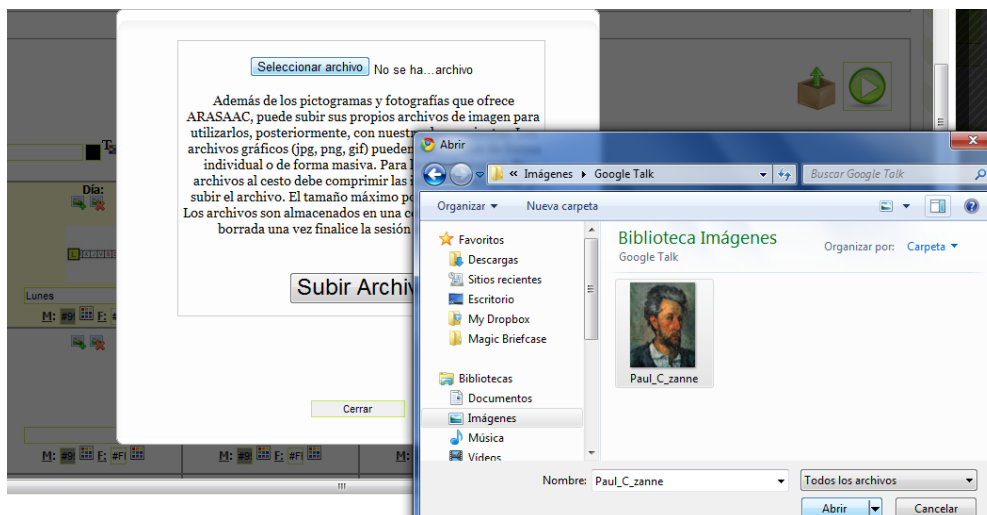 Seleccionar archivo No se ha...archivo
Además de los pictogramas y fotografías que ofrece
ARASAAC, puede subir sus propios archivos de imagen para
utilizarlos, posteriormente, con
archivos gráficos (jpg, png, gif) pueden
individual o de forma masiva. Para
archivos al cesto debe comprimir las
subir el archivo. El tamaño máximo
Los archivos son almacenados en una
borrada una vez finalice la sesión
Subir
Cerrar
Día:
Lunes
M: F:
M: F: #FI
M: F: #FI
M:
Abrir
« Imágenes ▸ Google Talk
Buscar Google Talk
Organizar ▾ Nueva carpeta
Favoritos
Descargas
Sitios recientes
Escritorio
My Dropbox
Magic Briefcase
Bibliotecas
Documentos
Imágenes
Música
Vídeos
Biblioteca Imágenes
Google Talk
Organizar por: Carpeta ▾
Paul_C_zanne
Nombre: Paul_C_zanne
Todos los archivos
Abrir
Cancelar